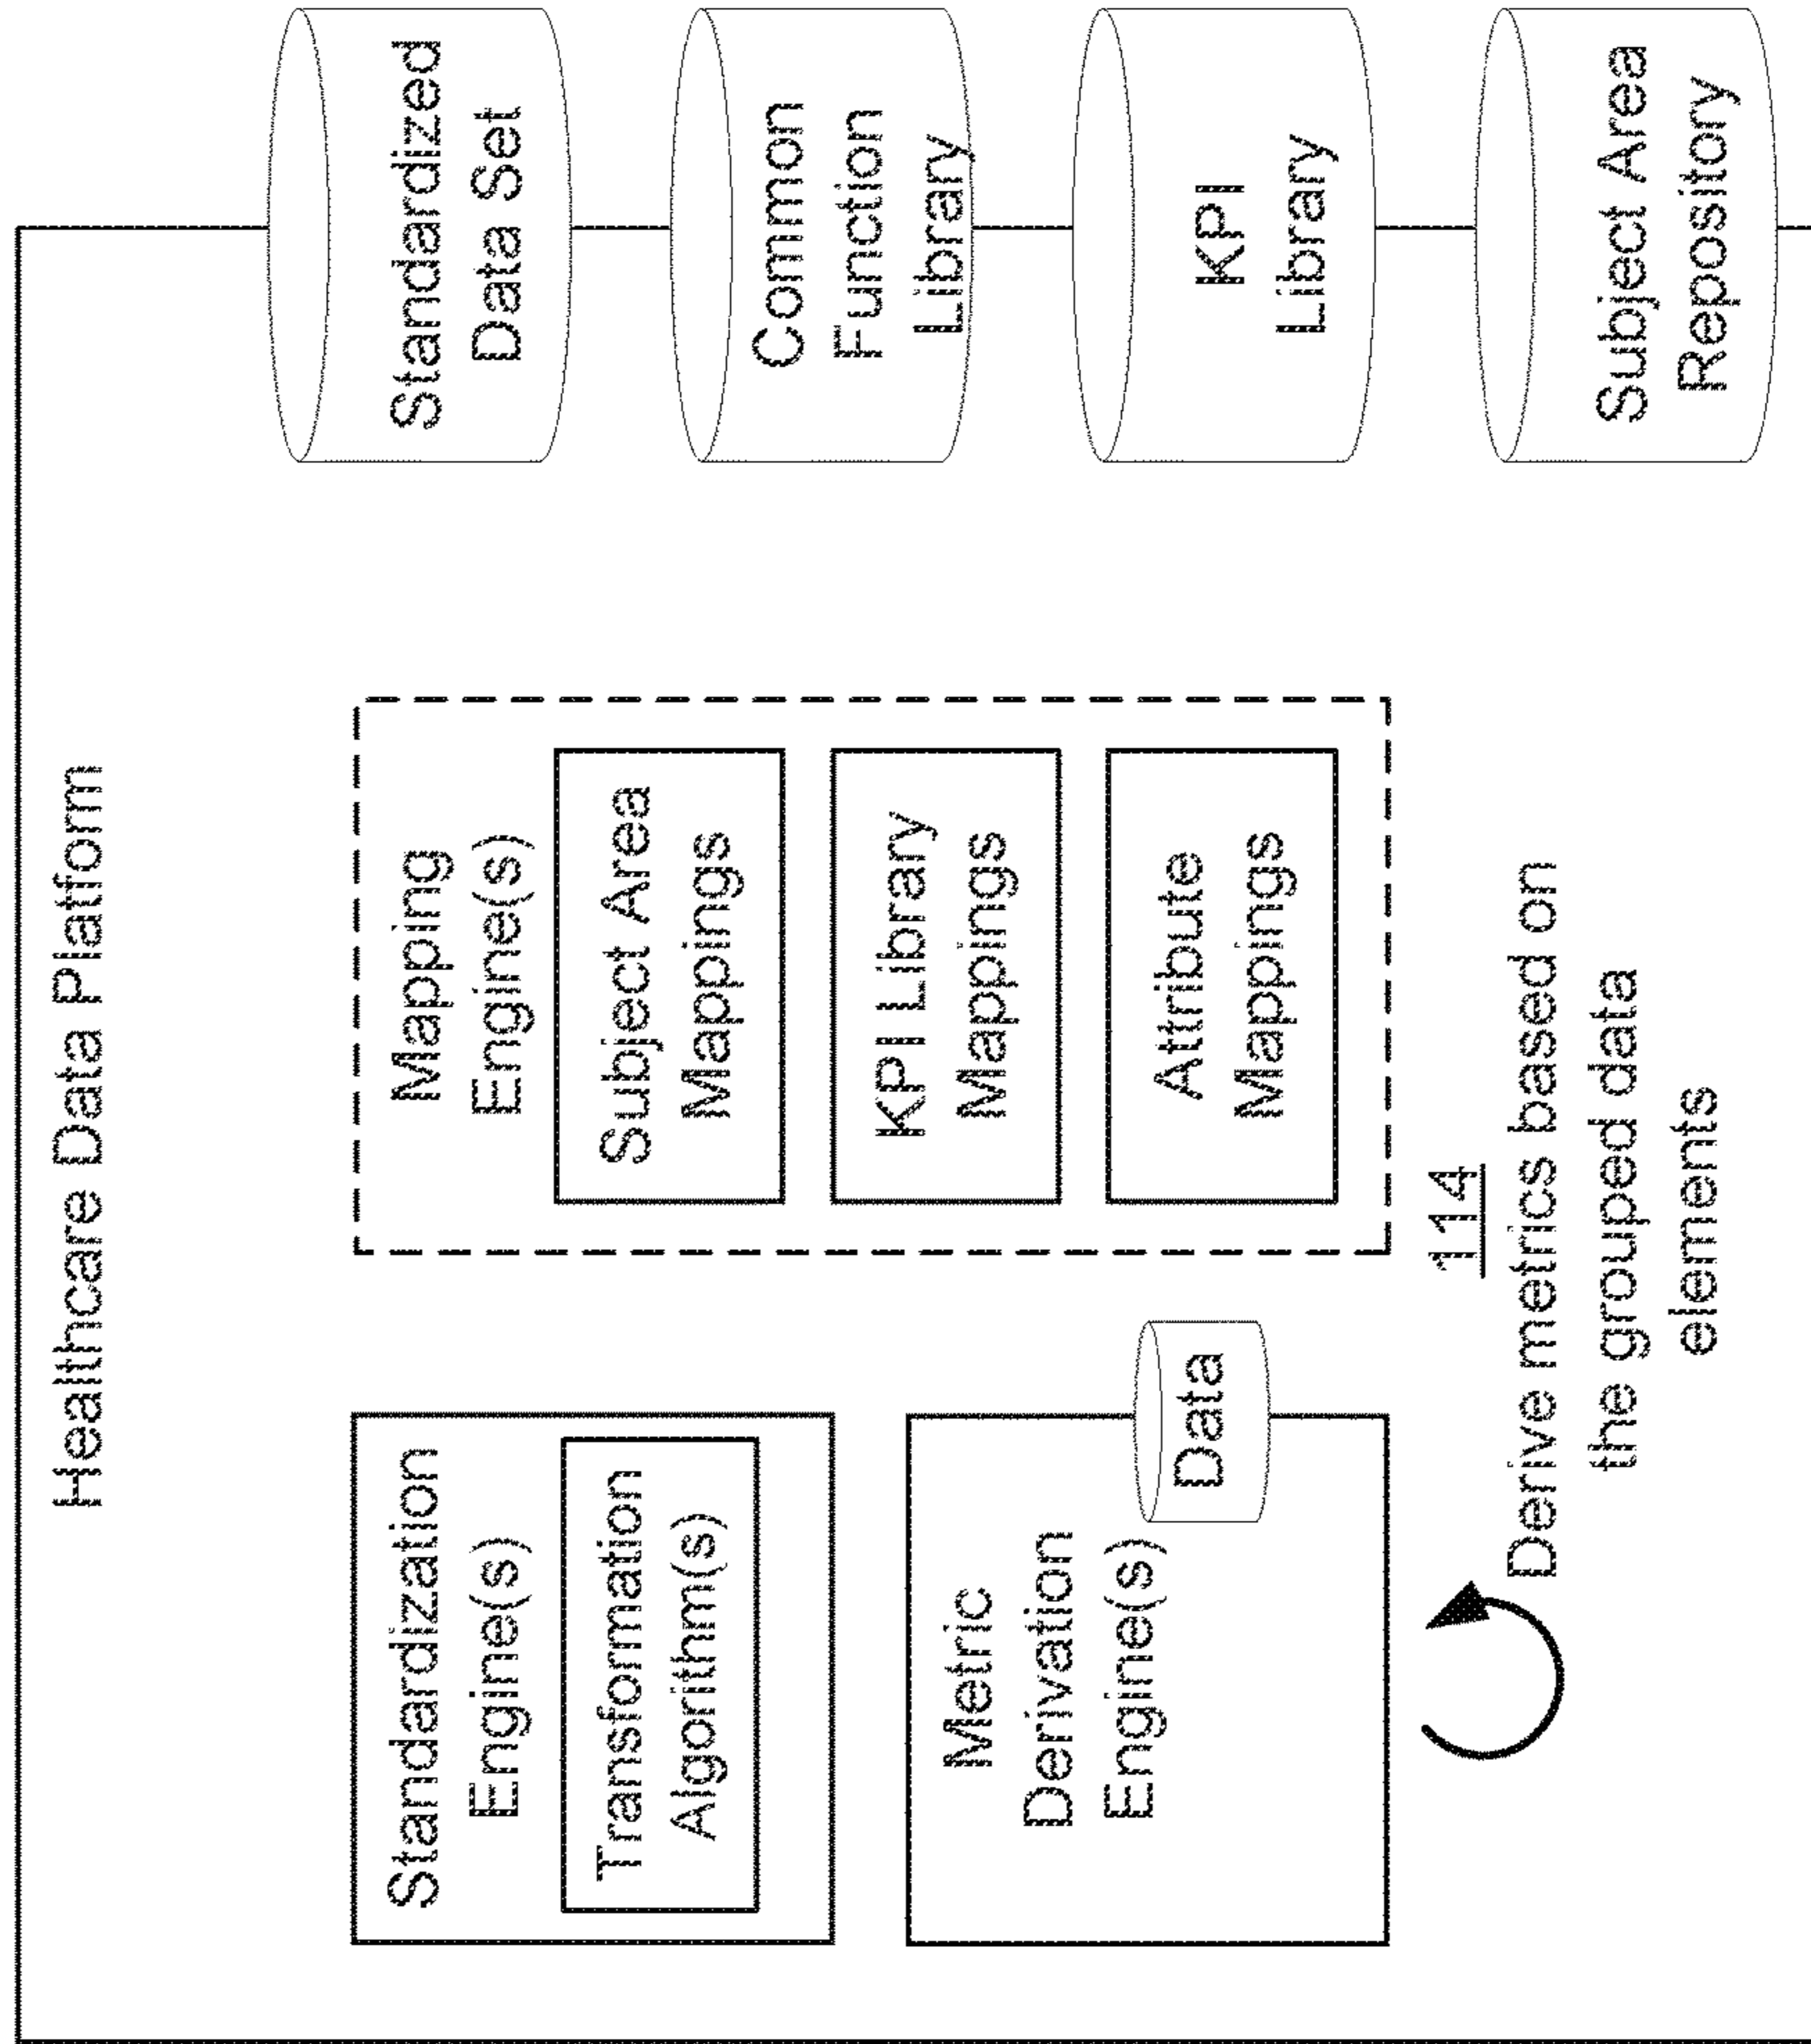 Healthcare Data Platform
Standardization
Engine(s)
Transformation
Algorithm(s)
Metric
Derivation
Engine(s)
Data
Mapping
Engine(s)
Subject Area
Mappings
KPI Library
Mappings
Attribute
Mappings
114
Derive metrics based on
the grouped data
elements
Standardized
Data Set
Common
Function
Library
KPI
Library
Subject Area
Repository